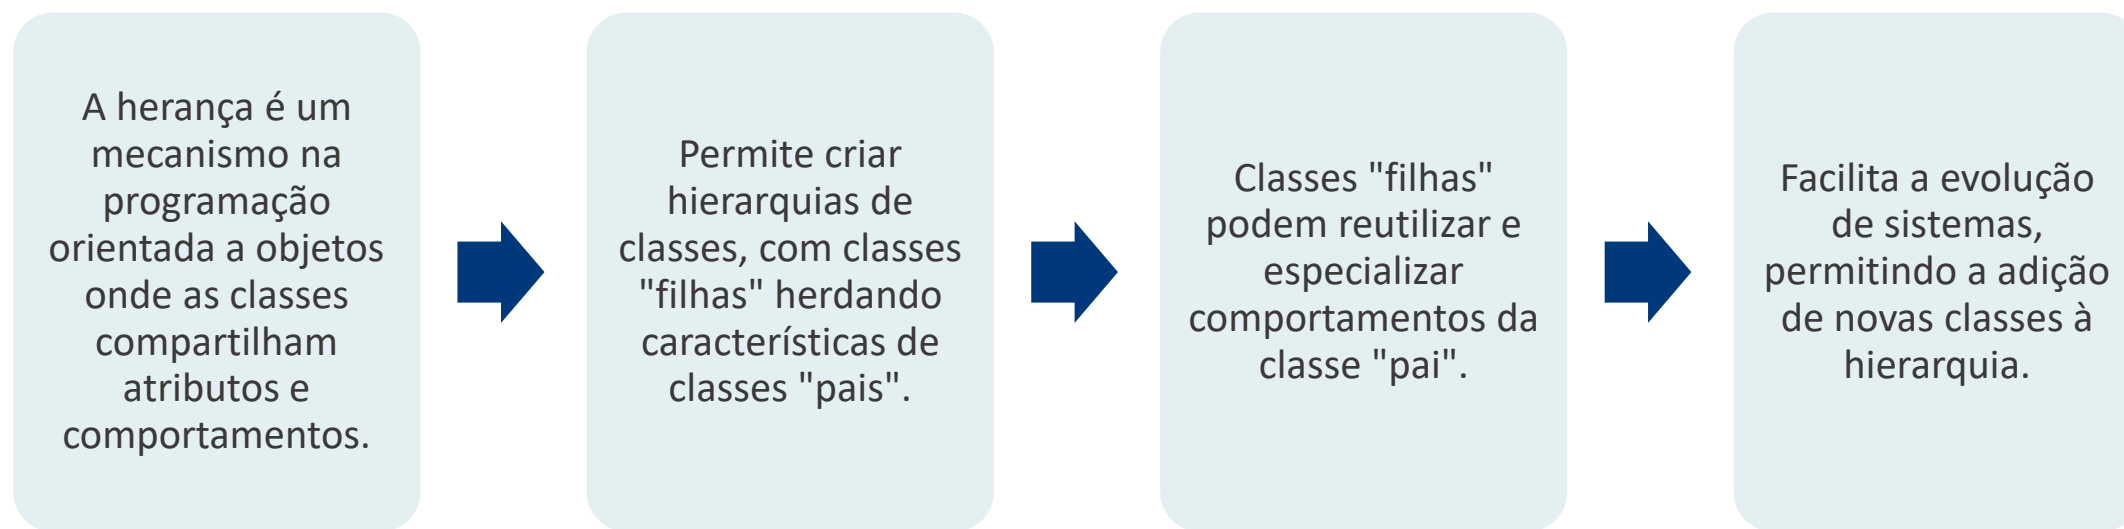 A herança é um
mecanismo na
programação
orientada a objetos
onde as classes
compartilham
atributos e
comportamentos.
Permite criar
hierarquias de
classes, com classes
"filhas" herdando
características de
classes "pais".
Classes "filhas"
podem reutilizar e
especializar
comportamentos da
classe "pai".
Facilita a evolução
de sistemas,
permitindo a adição
de novas classes à
hierarquia.